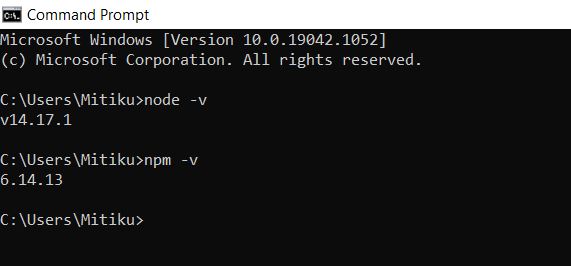 Command Prompt
Microsoft Windows [Version 10.0.19042.1052]
(c) Microsoft Corporation. All rights reserved.
C:\Users\Mitiku>node -v
v14.17.1
C:\Users\Mitiku>npm -v
6.14.13
C:\Users\Mitiku>